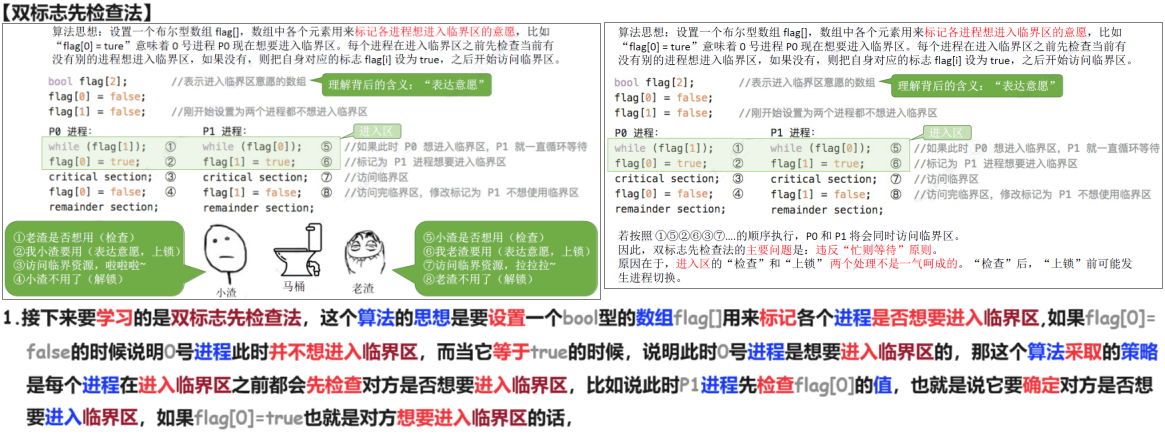 【双标志先检查法】
算法思想：设置一个布尔型数组 flag[]，数组中各个元素用来标记各进程想进入临界区的意愿，比如
“flag[0] = ture”意味着 0 号进程 P0 现在想要进入临界区。每个进程在进入临界区之前先检查当前有
没有别的进程想进入临界区，如果没有，则把自身对应的标志 flag[i] 设为 true，之后开始访问临界区。
bool flag[2]; //表示进入临界区意愿的数组
理解背后的含义：“表达意愿”
flag[0] = false;
flag[1] = false; //刚开始设置为两个进程都不想进入临界区
P0 进程: P1 进程: 进入区
while (flag[1]); ① while (flag[0]); ⑤ //如果此时 P0 想进入临界区，P1 就一直循环等待
flag[0] = true; ② flag[1] = true; ⑥ //标记为 P1 进程想要进入临界区
critical section; ③ critical section; ⑦ //访问临界区
flag[0] = false; ④ flag[1] = false; ⑧ //访问完临界区，修改标记为 P1 不想使用临界区
remainder section; remainder section;
①老渣是否想用（检查）
②我小渣要用（表达意愿，上锁）
③访问临界资源，啦啦啦~
④小渣不用了（解锁）
小渣
马桶
老渣
⑤小渣是否想用（检查）
⑥我老渣要用（表达意愿，上锁）
⑦访问临界资源，拉拉拉~
⑧老渣不用了（解锁）
算法思想：设置一个布尔型数组 flag[]，数组中各个元素用来标记各进程想进入临界区的意愿，比如
“flag[0] = ture”意味着 0 号进程 P0 现在想要进入临界区。每个进程在进入临界区之前先检查当前有
没有别的进程想进入临界区，如果没有，则把自身对应的标志 flag[i] 设为 true，之后开始访问临界区。
bool flag[2]; //表示进入临界区意愿的数组
理解背后的含义：“表达意愿”
flag[0] = false;
flag[1] = false; //刚开始设置为两个进程都不想进入临界区
P0 进程: P1 进程: 进入区
while (flag[1]); ① while (flag[0]); ⑤ //如果此时 P0 想进入临界区，P1 就一直循环等待
flag[0] = true; ② flag[1] = true; ⑥ //标记为 P1 进程想要进入临界区
critical section; ③ critical section; ⑦ //访问临界区
flag[0] = false; ④ flag[1] = false; ⑧ //访问完临界区，修改标记为 P1 不想使用临界区
remainder section; remainder section;
若按照 ①⑤②⑥③⑦....的顺序执行，P0 和 P1 将会同时访问临界区。
因此，双标志先检查法的主要问题是：违反“忙则等待”原则。
原因在于，进入区的“检查”和“上锁” 两个处理不是一气呵成的。“检查”后，“上锁”前可能发
生进程切换。
1.接下来要学习的是双标志先检查法，这个算法的思想是要设置一个bool型的数组flag[]用来标记各个进程是否想要进入临界区,如果flag[0]=
false的时候说明0号进程此时并不想进入临界区，而当它等于true的时候，说明此时0号进程是想要进入临界区的，那这个算法采取的策略
是每个进程在进入临界区之前都会先检查对方是否想要进入临界区，比如说此时P1进程先检查flag[0]的值，也就是说它要确定对方是否想
要进入临界区，如果flag[0]=true也就是对方想要进入临界区的话，